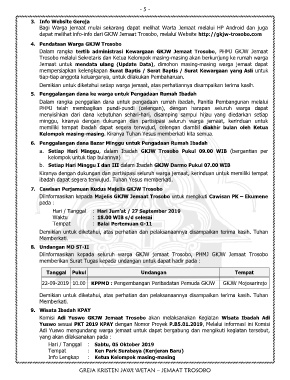 - 5 -
3. Info Website Gereja
Bagi Warga Jemaat mulai sekarang dapat melihat Warta Jemaat melalui HP Android dan juga
dapat melihat info-info dari GKJW Jemaat Trosobo, melalui Website http://gkjw-trosobo.com
4. Pendataan Warga GKJW Jemaat Trosobo
Dalam rangka tertib administrasi Kewargaan GKJW Jemaat Trosobo, PHMJ GKJW Jemaat
Trosobo melalui Sekretaris dan Ketua Kelompok masing-masing akan berkunjung ke rumah warga
Jemaat untuk mendata ulang (Update Data), dimohon masing-masing warga Jemaat dapat
mempersiapkan kelengkapan Surat Baptis / Surat Baptis / Surat Kewargaan yang Asli untuk
tiap-tiap anggota keluarganya, untuk dilakukan Pembaharuan.
Demikian untuk diketahui setiap warga jemaat, atas perhatiannya disampaikan terima kasih.
5. Penggalangan dana ke warga untuk Pengadaan Rumah Ibadah
Dalam rangka penggalian dana untuk pengadaan rumah Ibadah, Panitia Pembangunan melalui
PHMJ telah membagikan pundi-pundi (celengan), dengan harapan seluruh warga dapat
menyisihkan dari dana kebutuhan sehari-hari, disamping sampul hijau yang diedarkan setiap
minggu, kiranya dengan dukungan dan partisipasi seluruh warga jemaat, kerinduan untuk
memiliki tempat ibadah dapat segera terwujud, celengan diambil diakhir bulan oleh Ketua
Kelompok masing-masing. Kiranya Tuhan Yesus memberkati kita semua.
6. Penggalangan dana Bazar Minggu untuk Pengadaan Rumah Ibadah
a. Setiap Hari Minggu, dalam Ibadah GKJW Trosobo Pukul 09.00 WIB (bergantian per
kelompok untuk tiap bulannya)
b. Setiap Hari Minggu I dan III dalam Ibadah GKJW Darmo Pukul 07.00 WIB
Kiranya dengan dukungan dan partisipasi seluruh warga jemaat, kerinduan untuk memiliki tempat
ibadah dapat segera terwujud. Tuhan Yesus memberkati.
7. Cawisan Perjamuan Kudus Majelis GKJW Trosobo
Diinformasikan kepada Majelis GKJW Jemaat Trosobo untuk mengikuti Cawisan PK – Ekumene
pada :
Hari / Tanggal : Hari Jum'at / 27 September 2019
Waktu : 18.00 WIB s/d selesai
Tempat : Balai Pertemuan G-11
Demikian untuk diketahui, atas perhatian dan pelaksanaannya disampaikan terima kasih. Tuhan
Memberkati.
8. Undangan MD ST-II
Diinformasikan kepada seluruh warga GKJW Jemaat Trosobo, PHMJ GKJW Jemaat Trosobo
memberikan Surat Tugas kepada undangan untuk dapat hadir pada :
Tanggal Pukul Undangan Tempat
22-09-2019 10.00 KPPMD : Pengembangan Peribadatan Pemuda GKJW GKJW Mojowarnjo
Demikian untuk diketahui, atas perhatian dan pelaksanaannya disampaikan terima kasih. Tuhan
Memberkati.
9. Wisata Ibadah KPAY
Komisi Adi Yuswo GKJW Jemaat Trosobo akan melaksanakan Kegiatan Wisata Ibadah Adi
Yuswo sesuai PKT 2019 KPAY dengan Nomor Proyek P.B5.01.2019, Melalui informasi ini Komisi
Adi Yuswo mengundang warga jemaat untuk dapat bergabung dan mengikuti kegiatan tersebut,
yang akan dilaksanakan pada :
Hari / Tanggal : Sabtu, 05 Oktober 2019
Tempat : Ken Park Surabaya (Kenjeran Baru)
Info Lengkap : Ketua Kelompok masing-masing
GREJA KRISTEN JAWI WETAN – JEMAAT TROSOBO